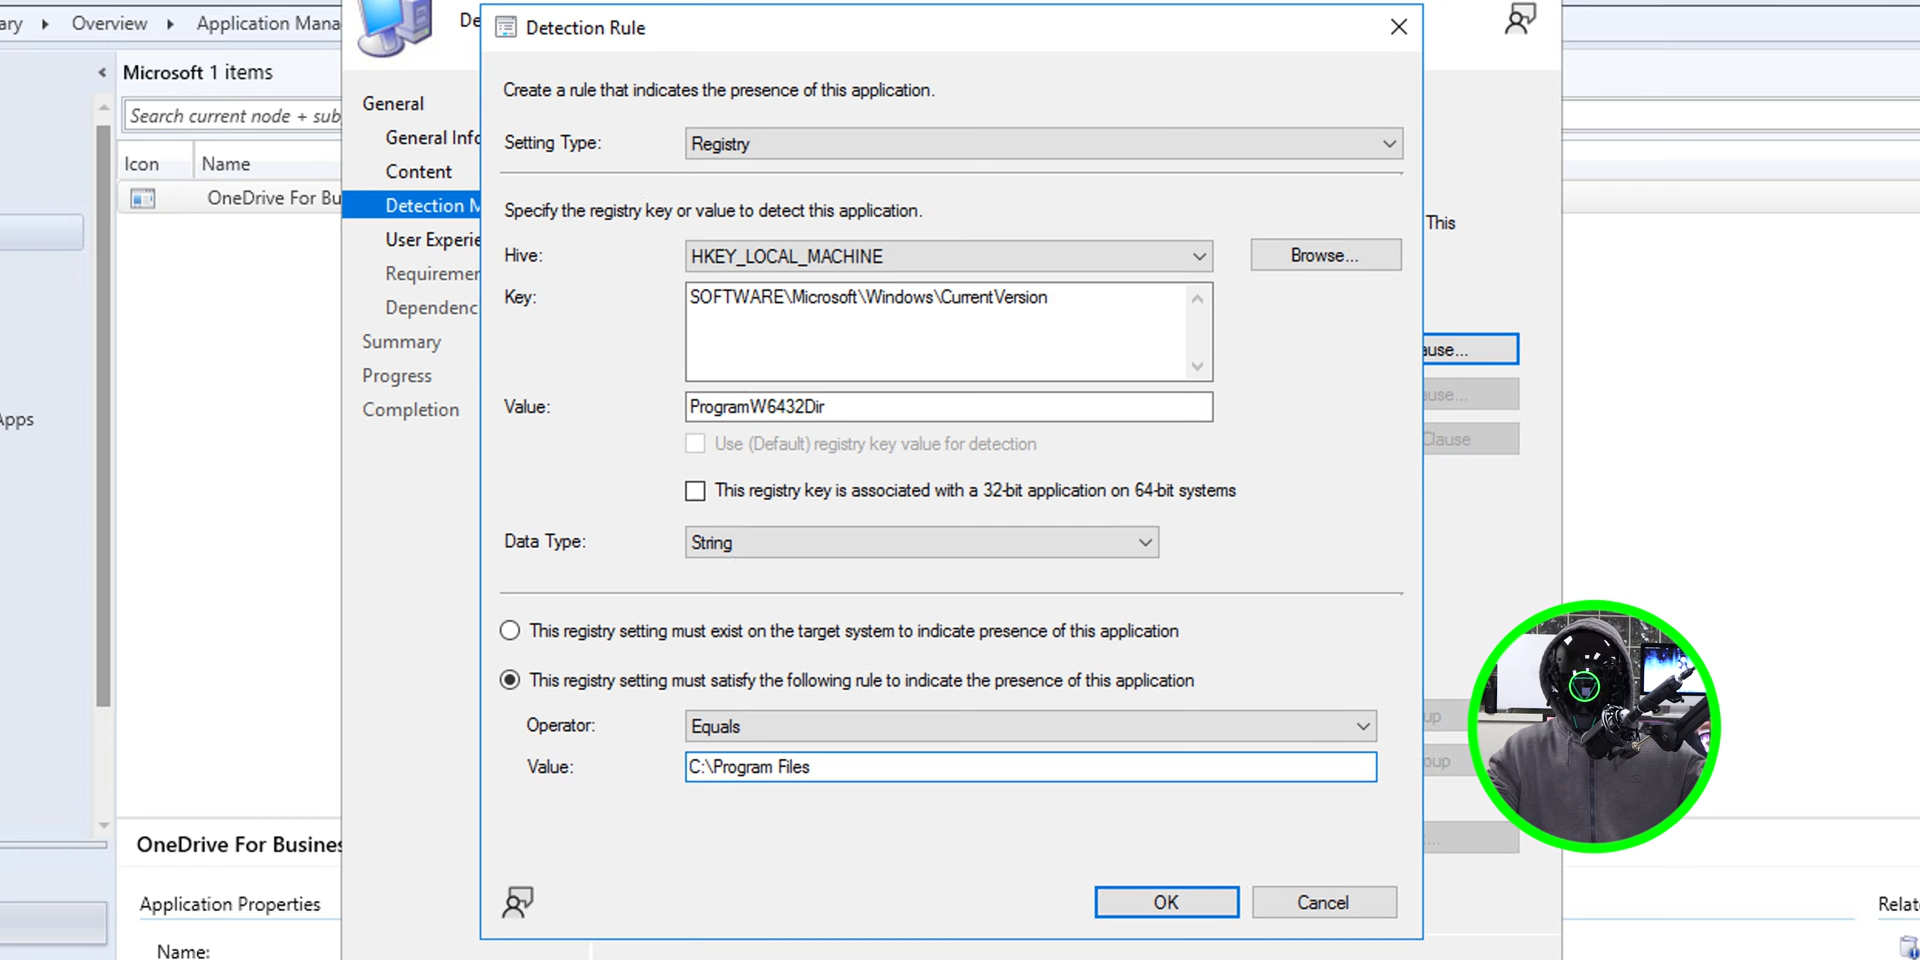 ary ▸ Overview ▸ Application Mana
Microsoft 1 items
Search current node + sub
Icon Name
OneDrive For Bu
Apps
OneDrive For Busines
Application Properties
Name:
De
General
General Info
Content
Detection M
User Experie
Requiremen
Dependenc
Summary
Progress
Completion
Detection Rule
Create a rule that indicates the presence of this application.
Setting Type: Registry
Specify the registry key or value to detect this application.
Hive: HKEY_LOCAL_MACHINE Browse...
Key: SOFTWARE\Microsoft\Windows\CurrentVersion
Value: ProgramW6432Dir
Use (Default) registry key value for detection
This registry key is associated with a 32-bit application on 64-bit systems
Data Type: String
This registry setting must exist on the target system to indicate presence of this application
This registry setting must satisfy the following rule to indicate the presence of this application
Operator: Equals
Value: C:\Program Files
OK Cancel
This
ause...
ause...
Clause
up
oup
...
Relat